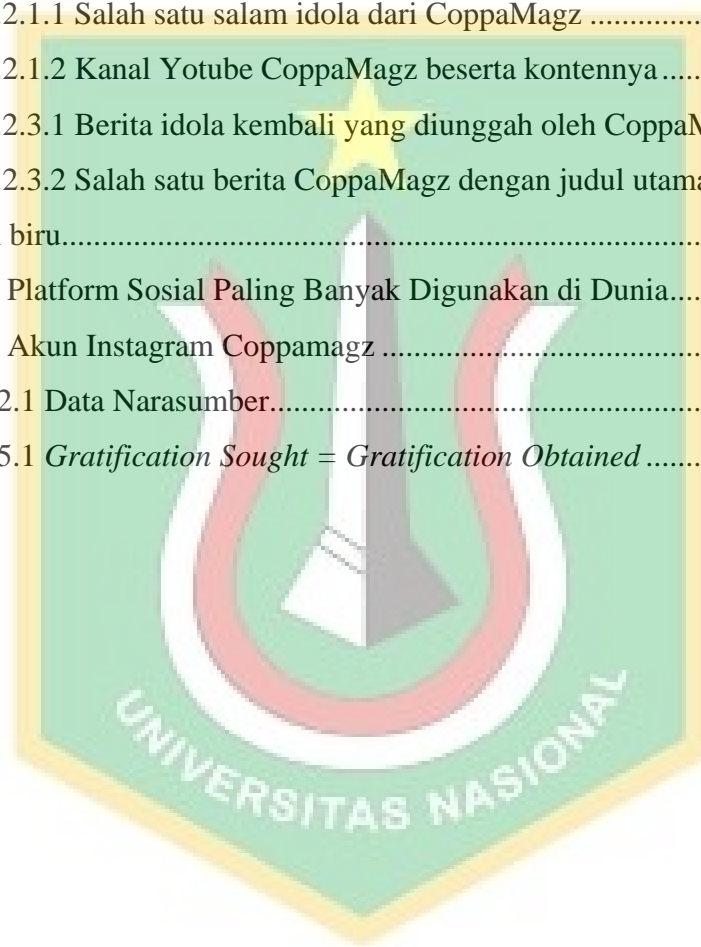 2.1.1 Salah satu salam idola dari CoppaMagz ..............
.2.1.2 Kanal Yotube CoppaMagz beserta kontennya .....
.2.3.1 Berita idola kembali yang diunggah oleh CoppaM
.2.3.2 Salah satu berita CoppaMagz dengan judul utama
biru..........................................................................................
Platform Sosial Paling Banyak Digunakan di Dunia....
Akun Instagram Coppamagz ..............................................
2.1 Data Narasumber..............................................................
5.1 Gratification Sought = Gratification Obtained .......
UNIVERSITAS NASIONAL